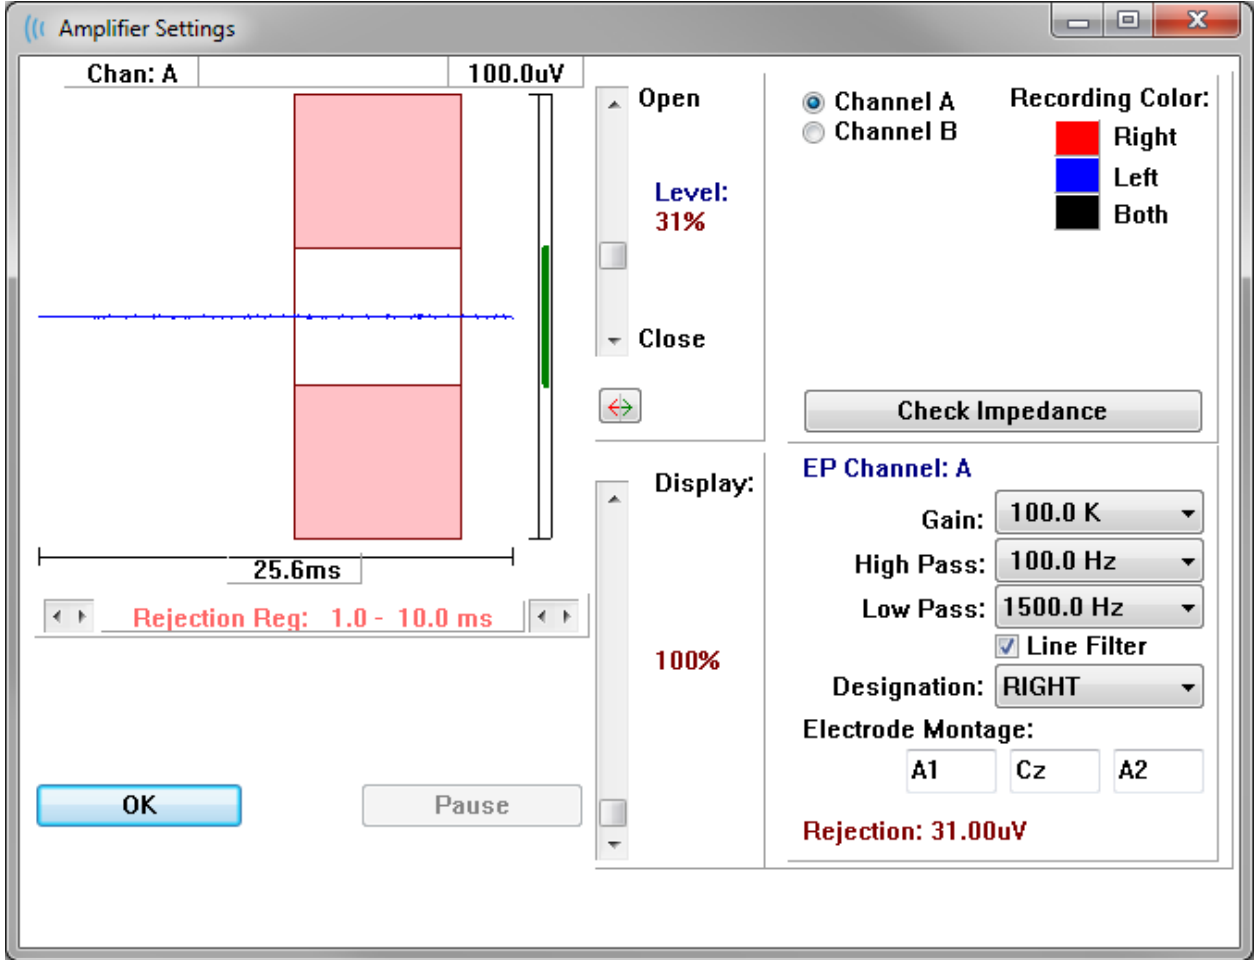 Amplifier Settings
Chan: A
100.0uV
25.6ms
Rejection Reg: 1.0 - 10.0 ms
OK
Pause
Open
Level:
31%
Close
Display:
100%
Channel A
Channel B
Recording Color:
Right
Left
Both
Check Impedance
EP Channel: A
Gain: 100.0 K
High Pass: 100.0 Hz
Low Pass: 1500.0 Hz
Line Filter
Designation: RIGHT
Electrode Montage:
A1 Cz A2
Rejection: 31.00uV